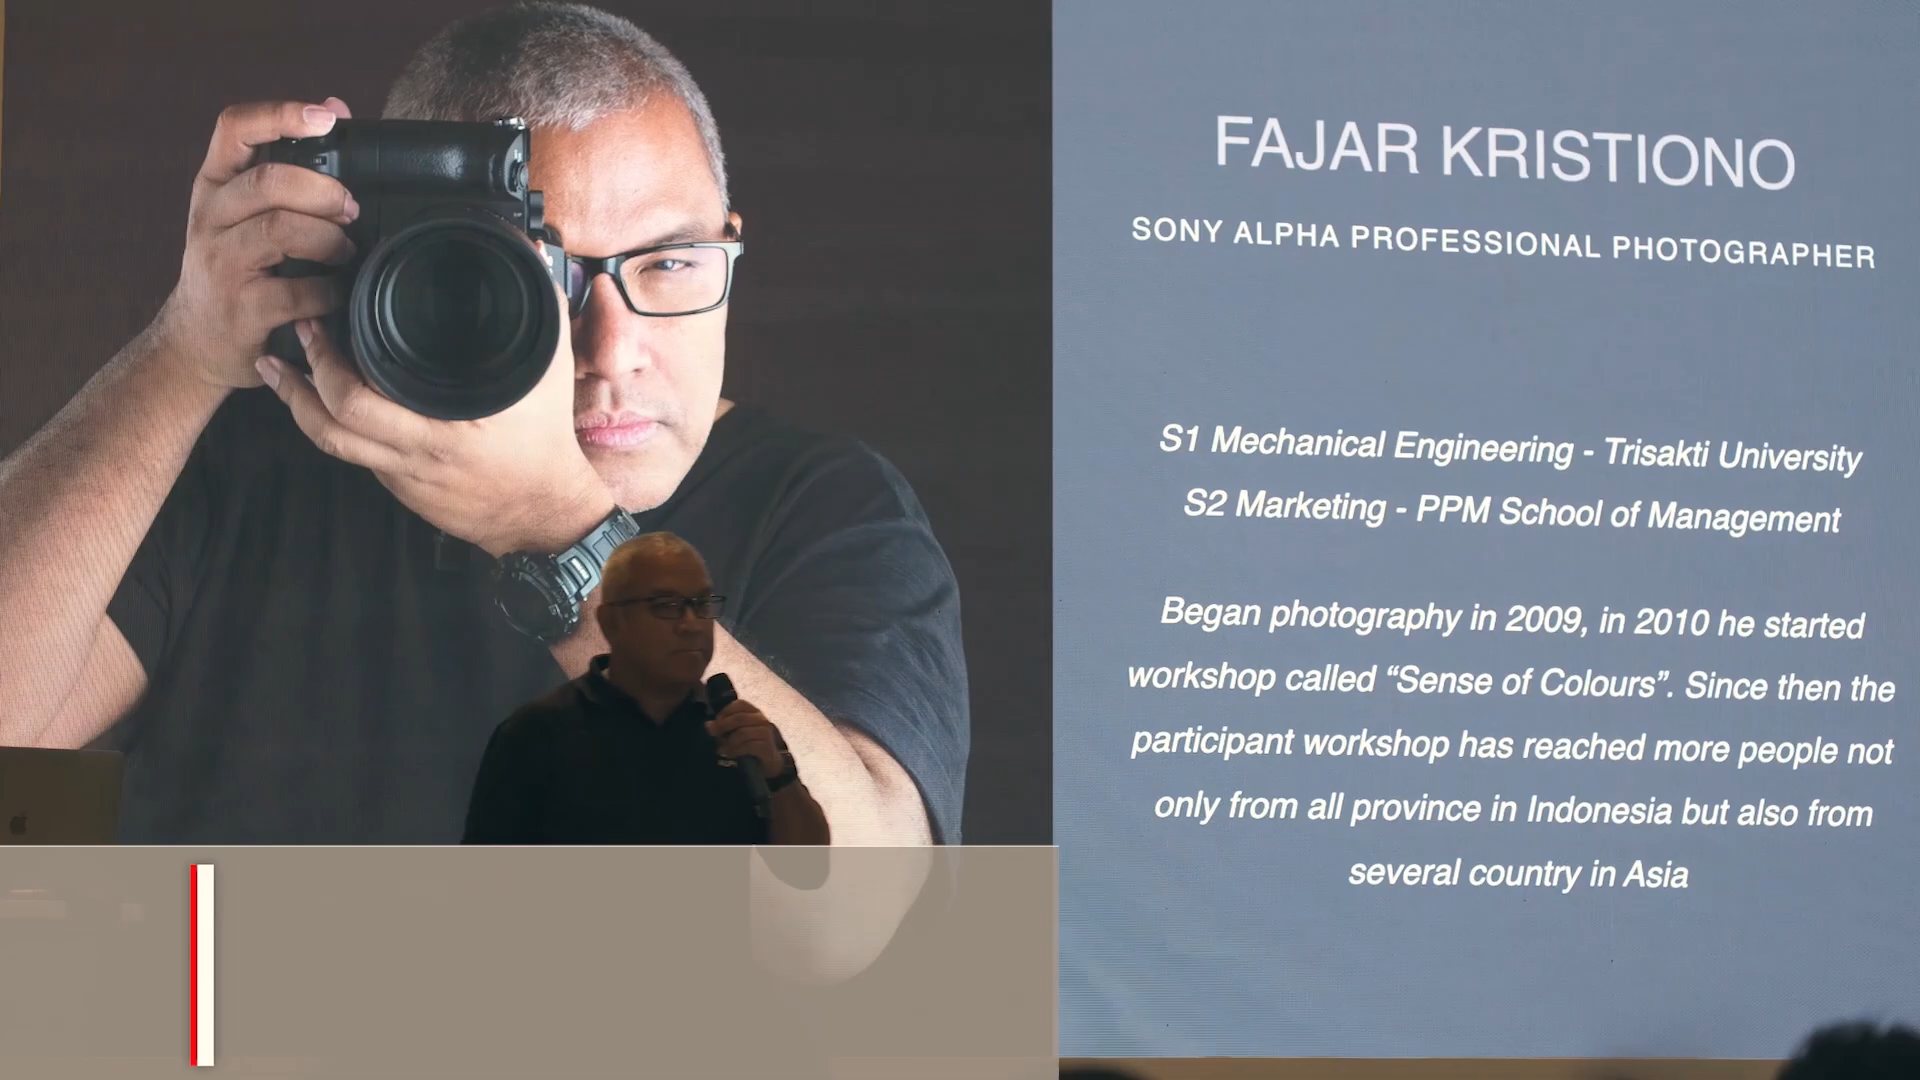 FAJAR KRISTIONO
SONY ALPHA PROFESSIONAL PHOTOGRAPHER
S1 Mechanical Engineering - Trisakti University
S2 Marketing - PPM School of Management
Began photography in 2009, in 2010 he started
workshop called “Sense of Colours”. Since then the
participant workshop has reached more people not
only from all province in Indonesia but also from
several country in Asia